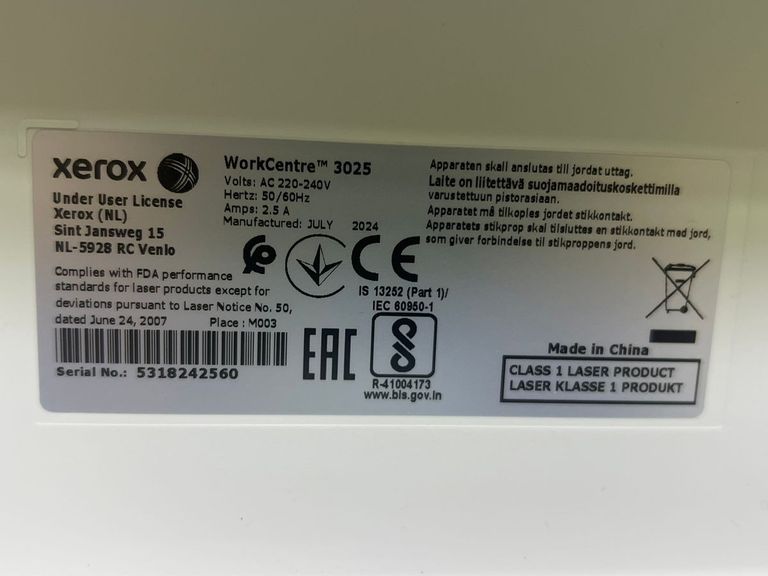 xerox
Under User License
Xerox (NL)
Sint Jansweg 15
NL-5928 RC Venlo
Complies with FDA performance
standards for laser products except for
deviations pursuant to Laser Notice No. 50,
dated June 24, 2007 Place : M003
Serial No.: 5318242560
WorkCentre™ 3025
Volts: AC 220-240V
Hertz: 50/60Hz
Amps: 2.5 A
Manufactured: JULY 2024
CE
IS 13252 (Part 1)/
IEC 60950-1
EAC
R-41004173
www.bis.gov.in
Apparaten skall anslutas till jordat uttag.
Laite on liitettävä suojamaadoituskoskettimilla
varustettuun pistorasiaan.
Apparatet må tilkoples jordet stikkontakt.
Apparatets stikprop skal tilsluttes en stikkontakt med jord,
som giver forbindelse til stikproppens jord.
Made in China
CLASS 1 LASER PRODUCT
LASER KLASSE 1 PRODUKT